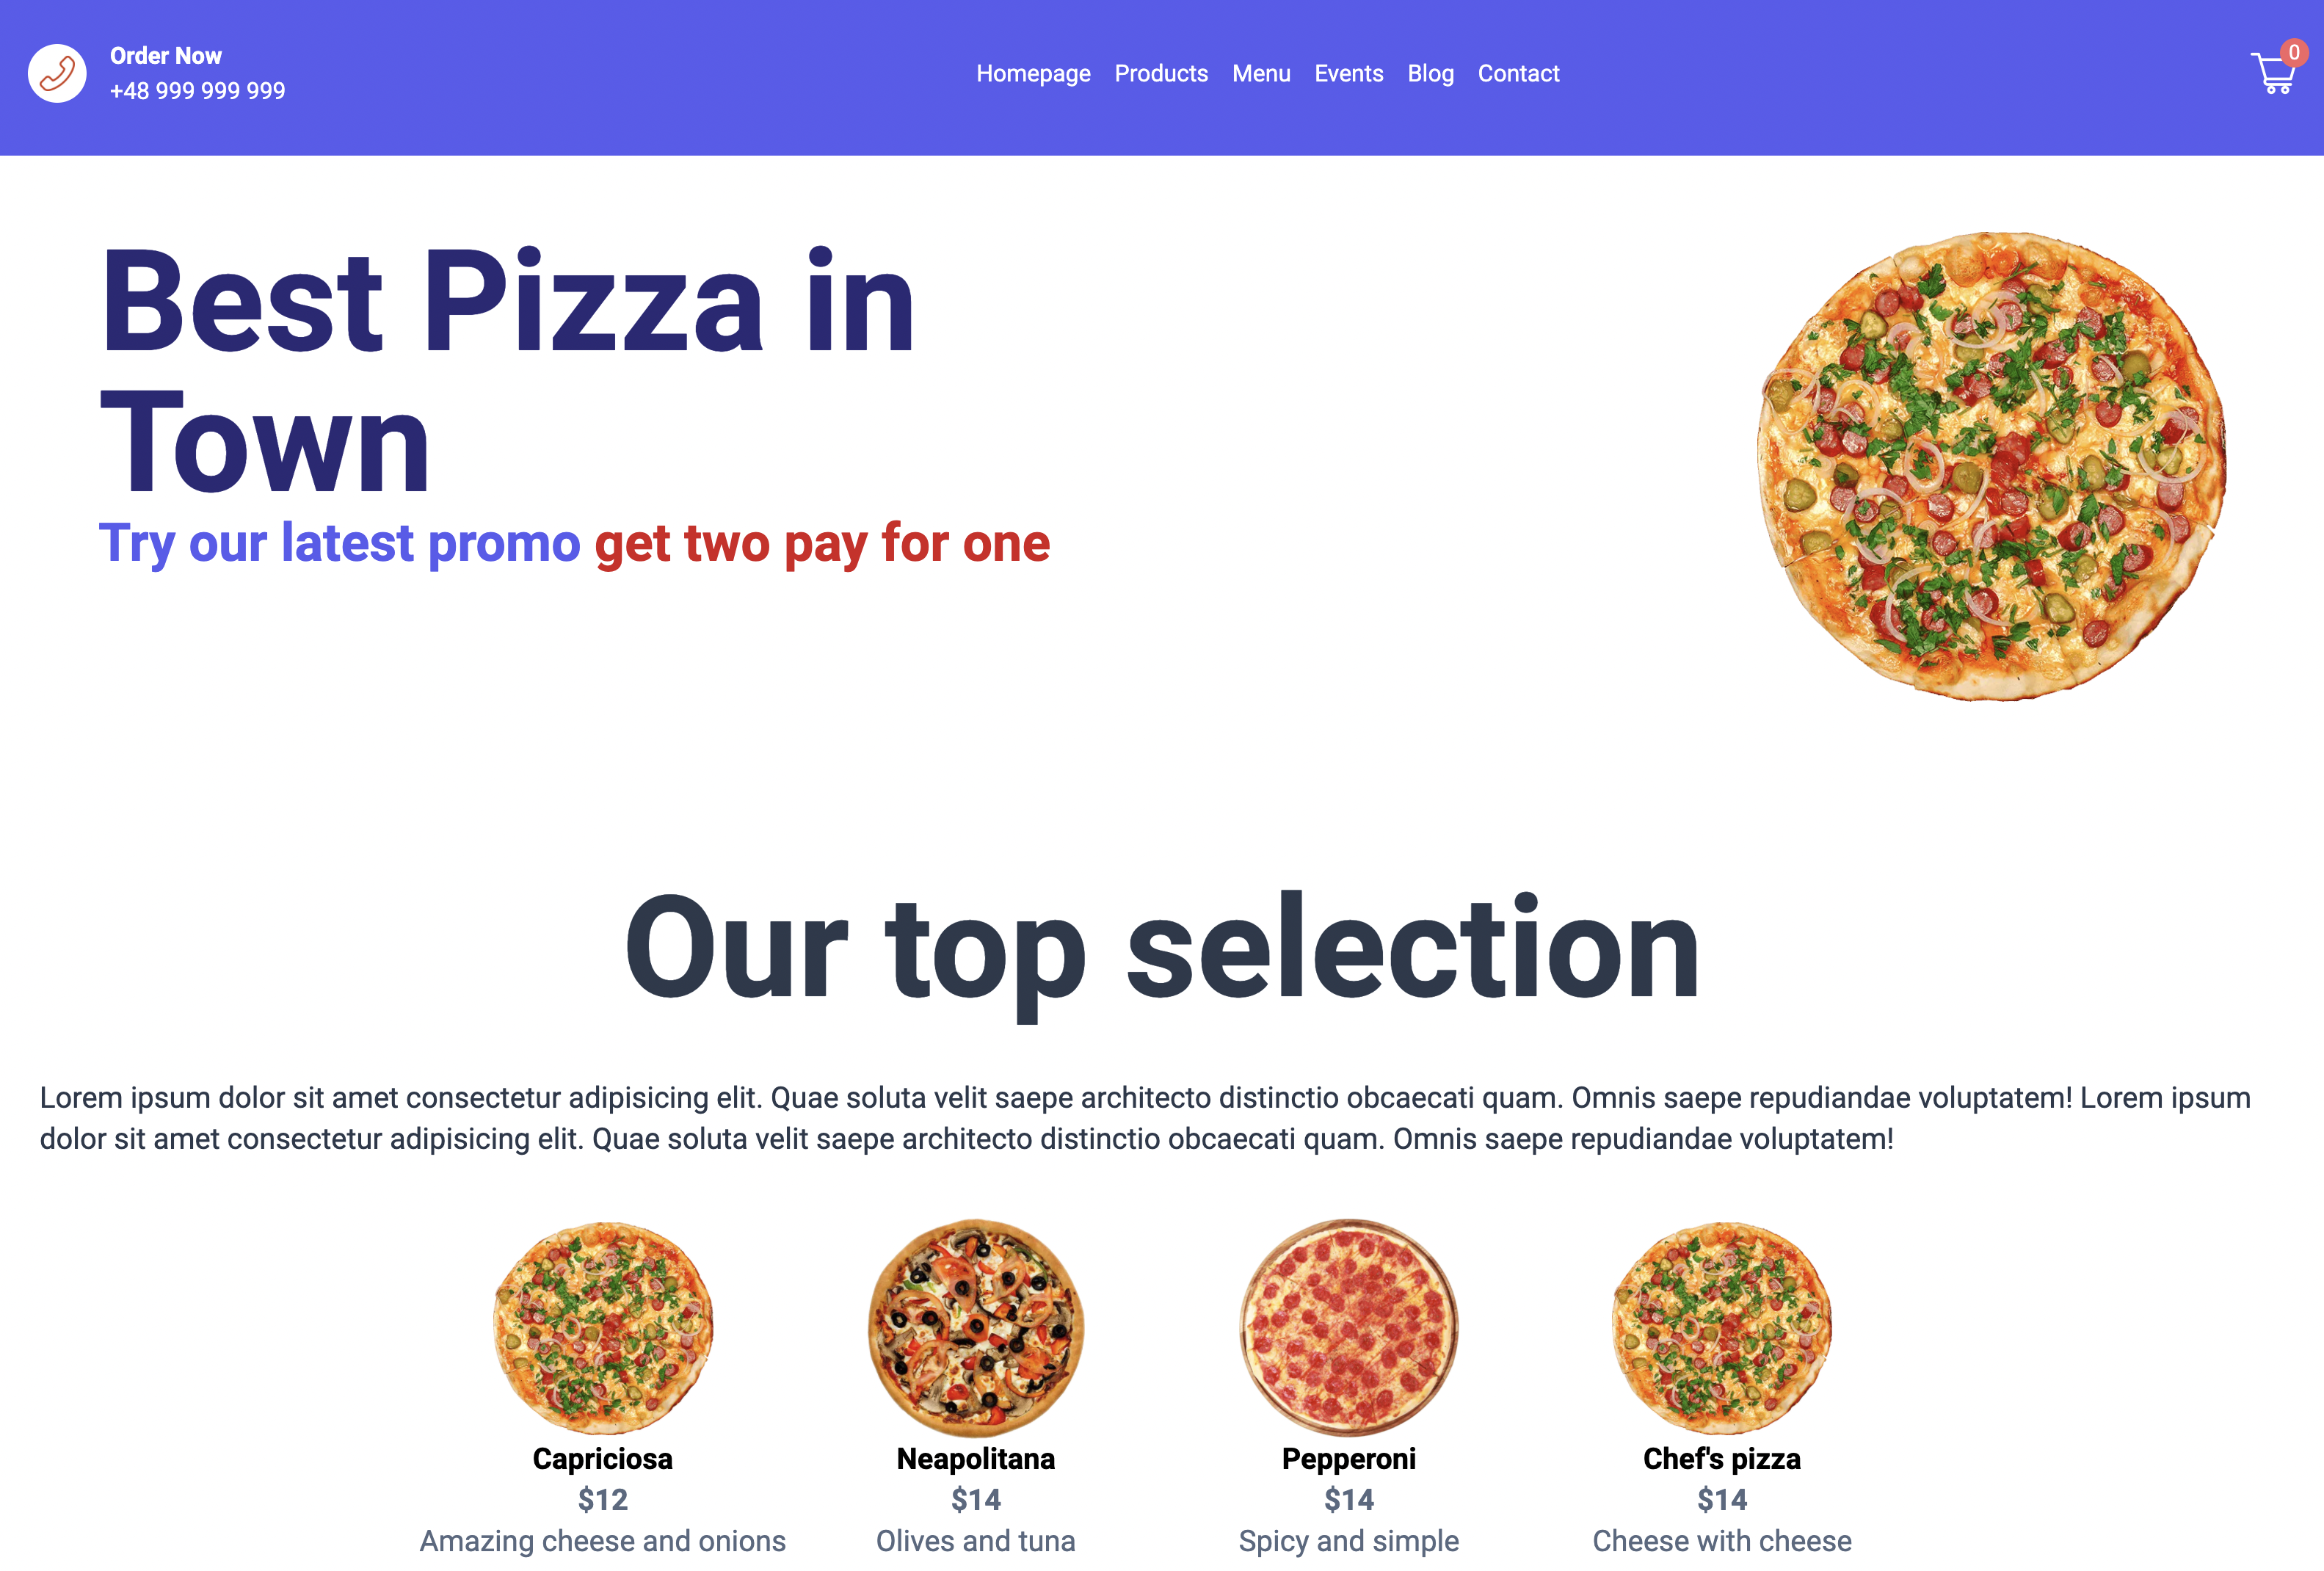 Order Now
+48 999 999 999
Homepage Products Menu Events Blog Contact
0
Best Pizza in
Town
Try our latest promo get two pay for one
Our top selection
Lorem ipsum dolor sit amet consectetur adipisicing elit. Quae soluta velit saepe architecto distinctio obcaecati quam. Omnis saepe repudiandae voluptatem! Lorem ipsum
dolor sit amet consectetur adipisicing elit. Quae soluta velit saepe architecto distinctio obcaecati quam. Omnis saepe repudiandae voluptatem!
Capriciosa
$12
Amazing cheese and onions
Neapolitana
$14
Olives and tuna
Pepperoni
$14
Spicy and simple
Chef's pizza
$14
Cheese with cheese